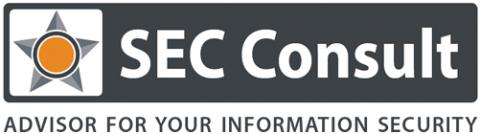 SEC Consult
ADVISOR FOR YOUR INFORMATION SECURITY